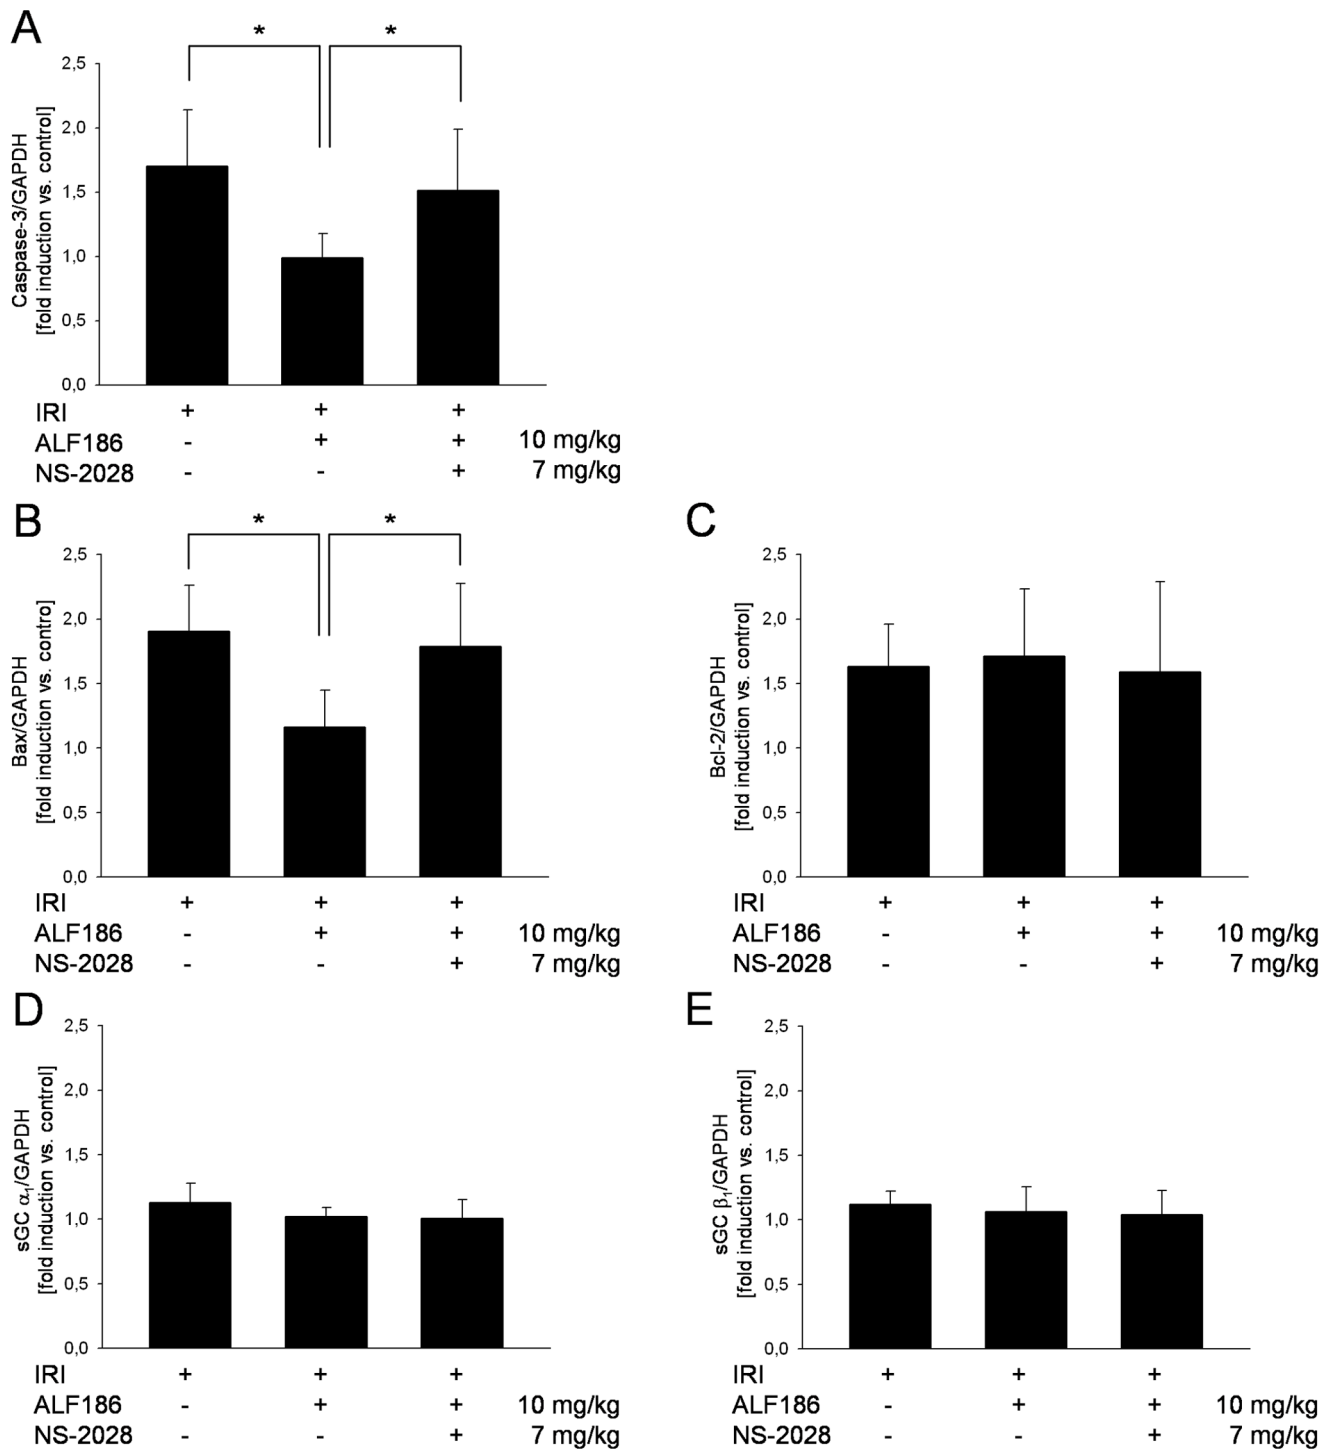 A
* *
2,5
2,0
1,5
1,0
0,5
0,0
Caspase-3/GAPDH
[fold induction vs. control]
IRI + + +
ALF186 - + + 10 mg/kg
NS-2028 - - + 7 mg/kg
B
* *
2,5
2,0
1,5
1,0
0,5
0,0
Bax/GAPDH
[fold induction vs. control]
IRI + + +
ALF186 - + + 10 mg/kg
NS-2028 - - + 7 mg/kg
C
2,5
2,0
1,5
1,0
0,5
0,0
Bcl-2/GAPDH
[fold induction vs. control]
IRI + + +
ALF186 - + + 10 mg/kg
NS-2028 - - + 7 mg/kg
D
2,5
2,0
1,5
1,0
0,5
0,0
sGC α₁/GAPDH
[fold induction vs. control]
IRI + + +
ALF186 - + + 10 mg/kg
NS-2028 - - + 7 mg/kg
E
2,5
2,0
1,5
1,0
0,5
0,0
sGC β₁/GAPDH
[fold induction vs. control]
IRI + + +
ALF186 - + + 10 mg/kg
NS-2028 - - + 7 mg/kg